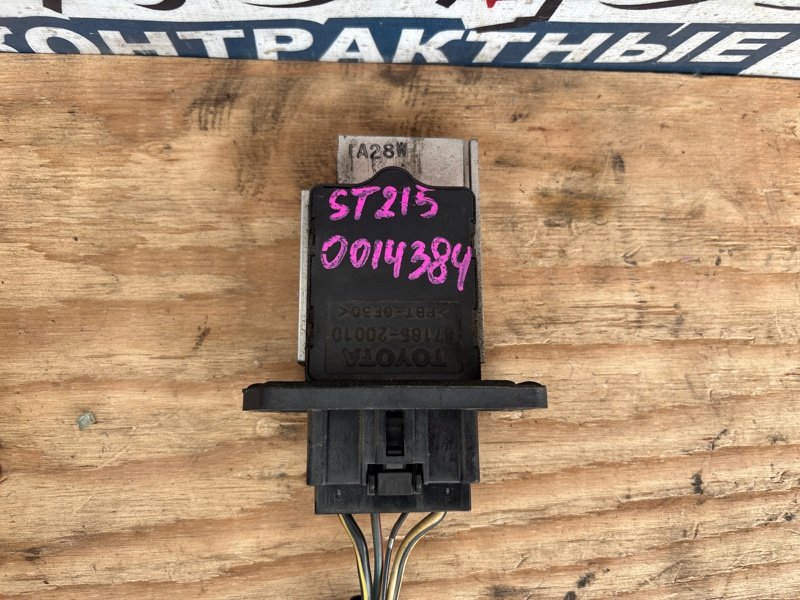 КОНТРАКТНЫЕ
A28W
ST215
0014384
>PBT-GF30<
87165-20010
TOYOTA